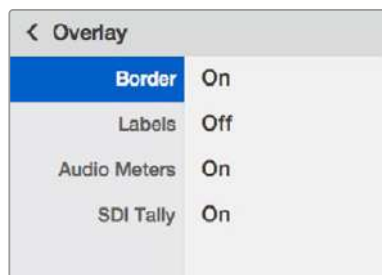 < Overlay
Border On
Labels Off
Audio Meters On
SDI Tally On